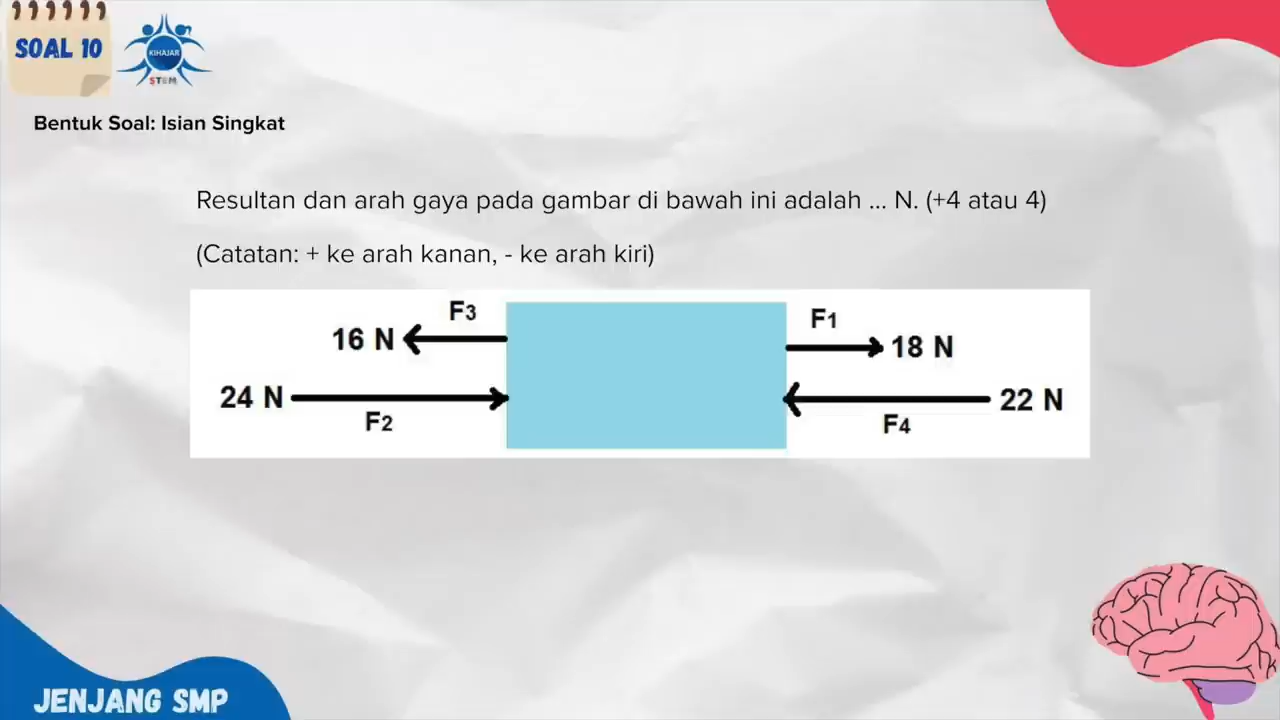 SOAL 10
KIHAJAR
STEM
Bentuk Soal: Isian Singkat
Resultan dan arah gaya pada gambar di bawah ini adalah ... N. (+4 atau 4)
(Catatan: + ke arah kanan, - ke arah kiri)
F3
F1
16 N
18 N
24 N
22 N
F2
F4
JENJANG SMP